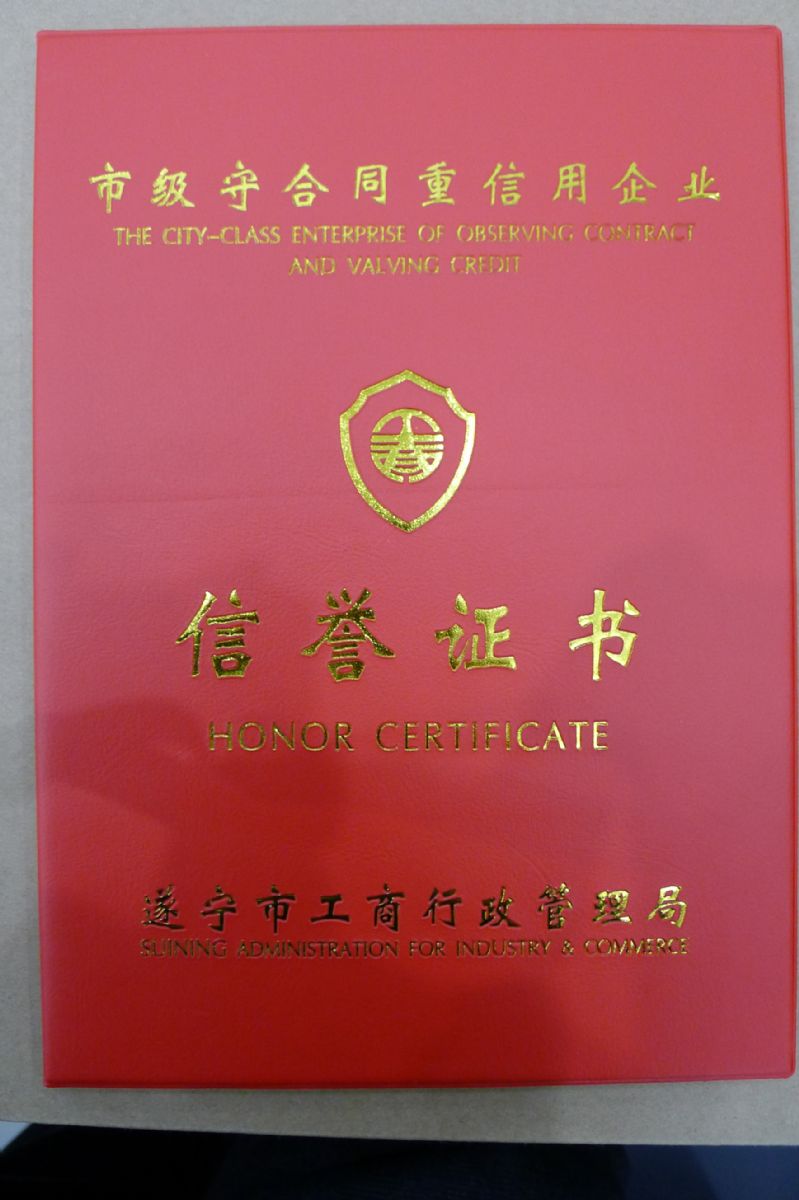 市级守合同重信用企业
THE CITY-CLASS ENTERPRISE OF OBSERVING CONTRACT
AND VALVING CREDIT
信誉证书
HONOR CERTIFICATE
遂宁市工商行政管理局
SUINING ADMINISTRATION FOR INDUSTRY & COMMERCE